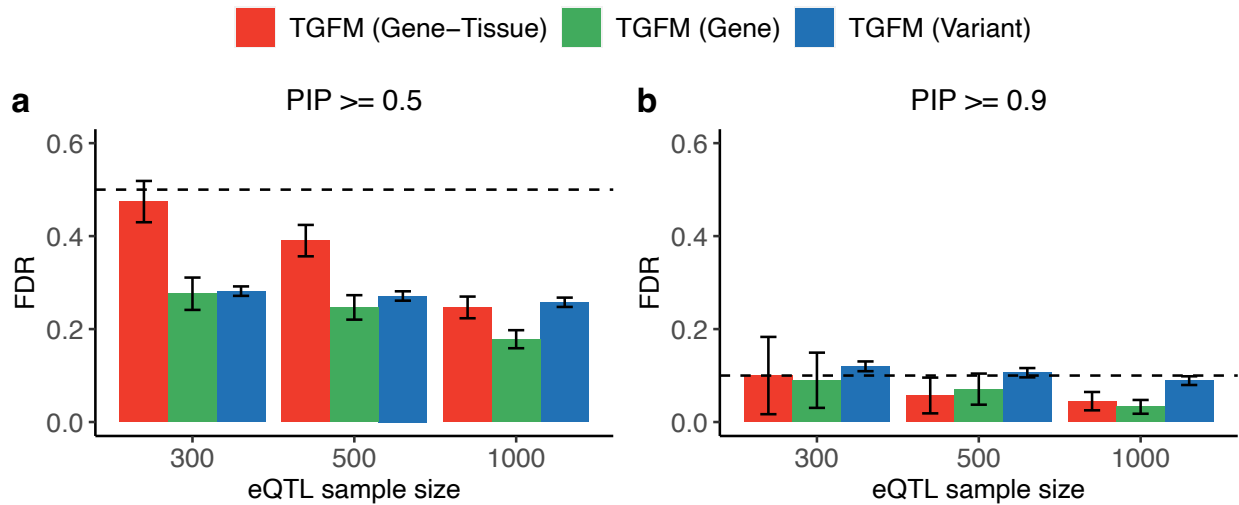 TGFM (Gene−Tissue) TGFM (Gene) TGFM (Variant)
a PIP >= 0.5
0.6
0.4
0.2
0.0
FDR
300 500 1000
eQTL sample size
b PIP >= 0.9
0.6
0.4
0.2
0.0
FDR
300 500 1000
eQTL sample size